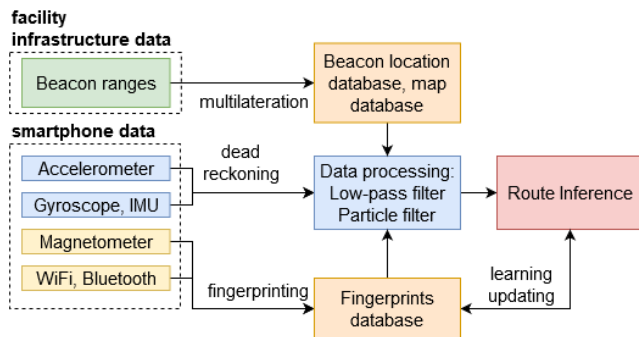 facility
infrastructure data
Beacon ranges
multilateration
Beacon location
database, map
database
smartphone data
Accelerometer
Gyroscope, IMU
Magnetometer
WiFi, Bluetooth
dead
reckoning
fingerprinting
Data processing:
Low-pass filter
Particle filter
Route Inference
Fingerprints
database
learning
updating